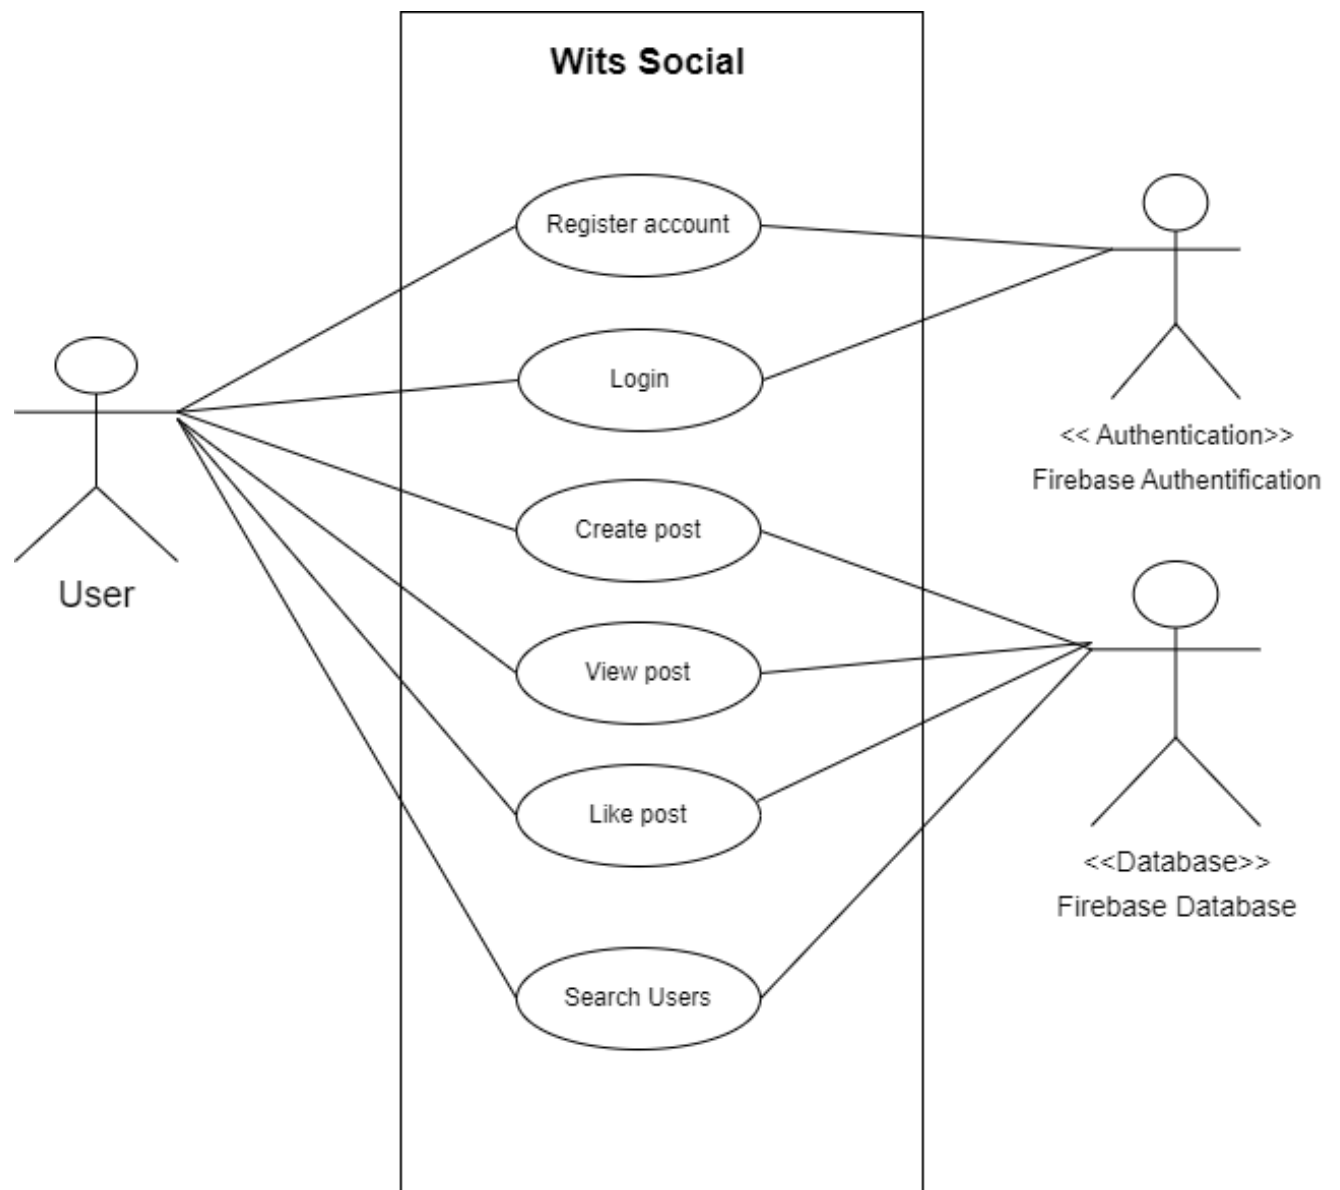 Wits Social
Register account
Login
Create post
View post
Like post
Search Users
User
<< Authentication>>
Firebase Authentification
<<Database>>
Firebase Database